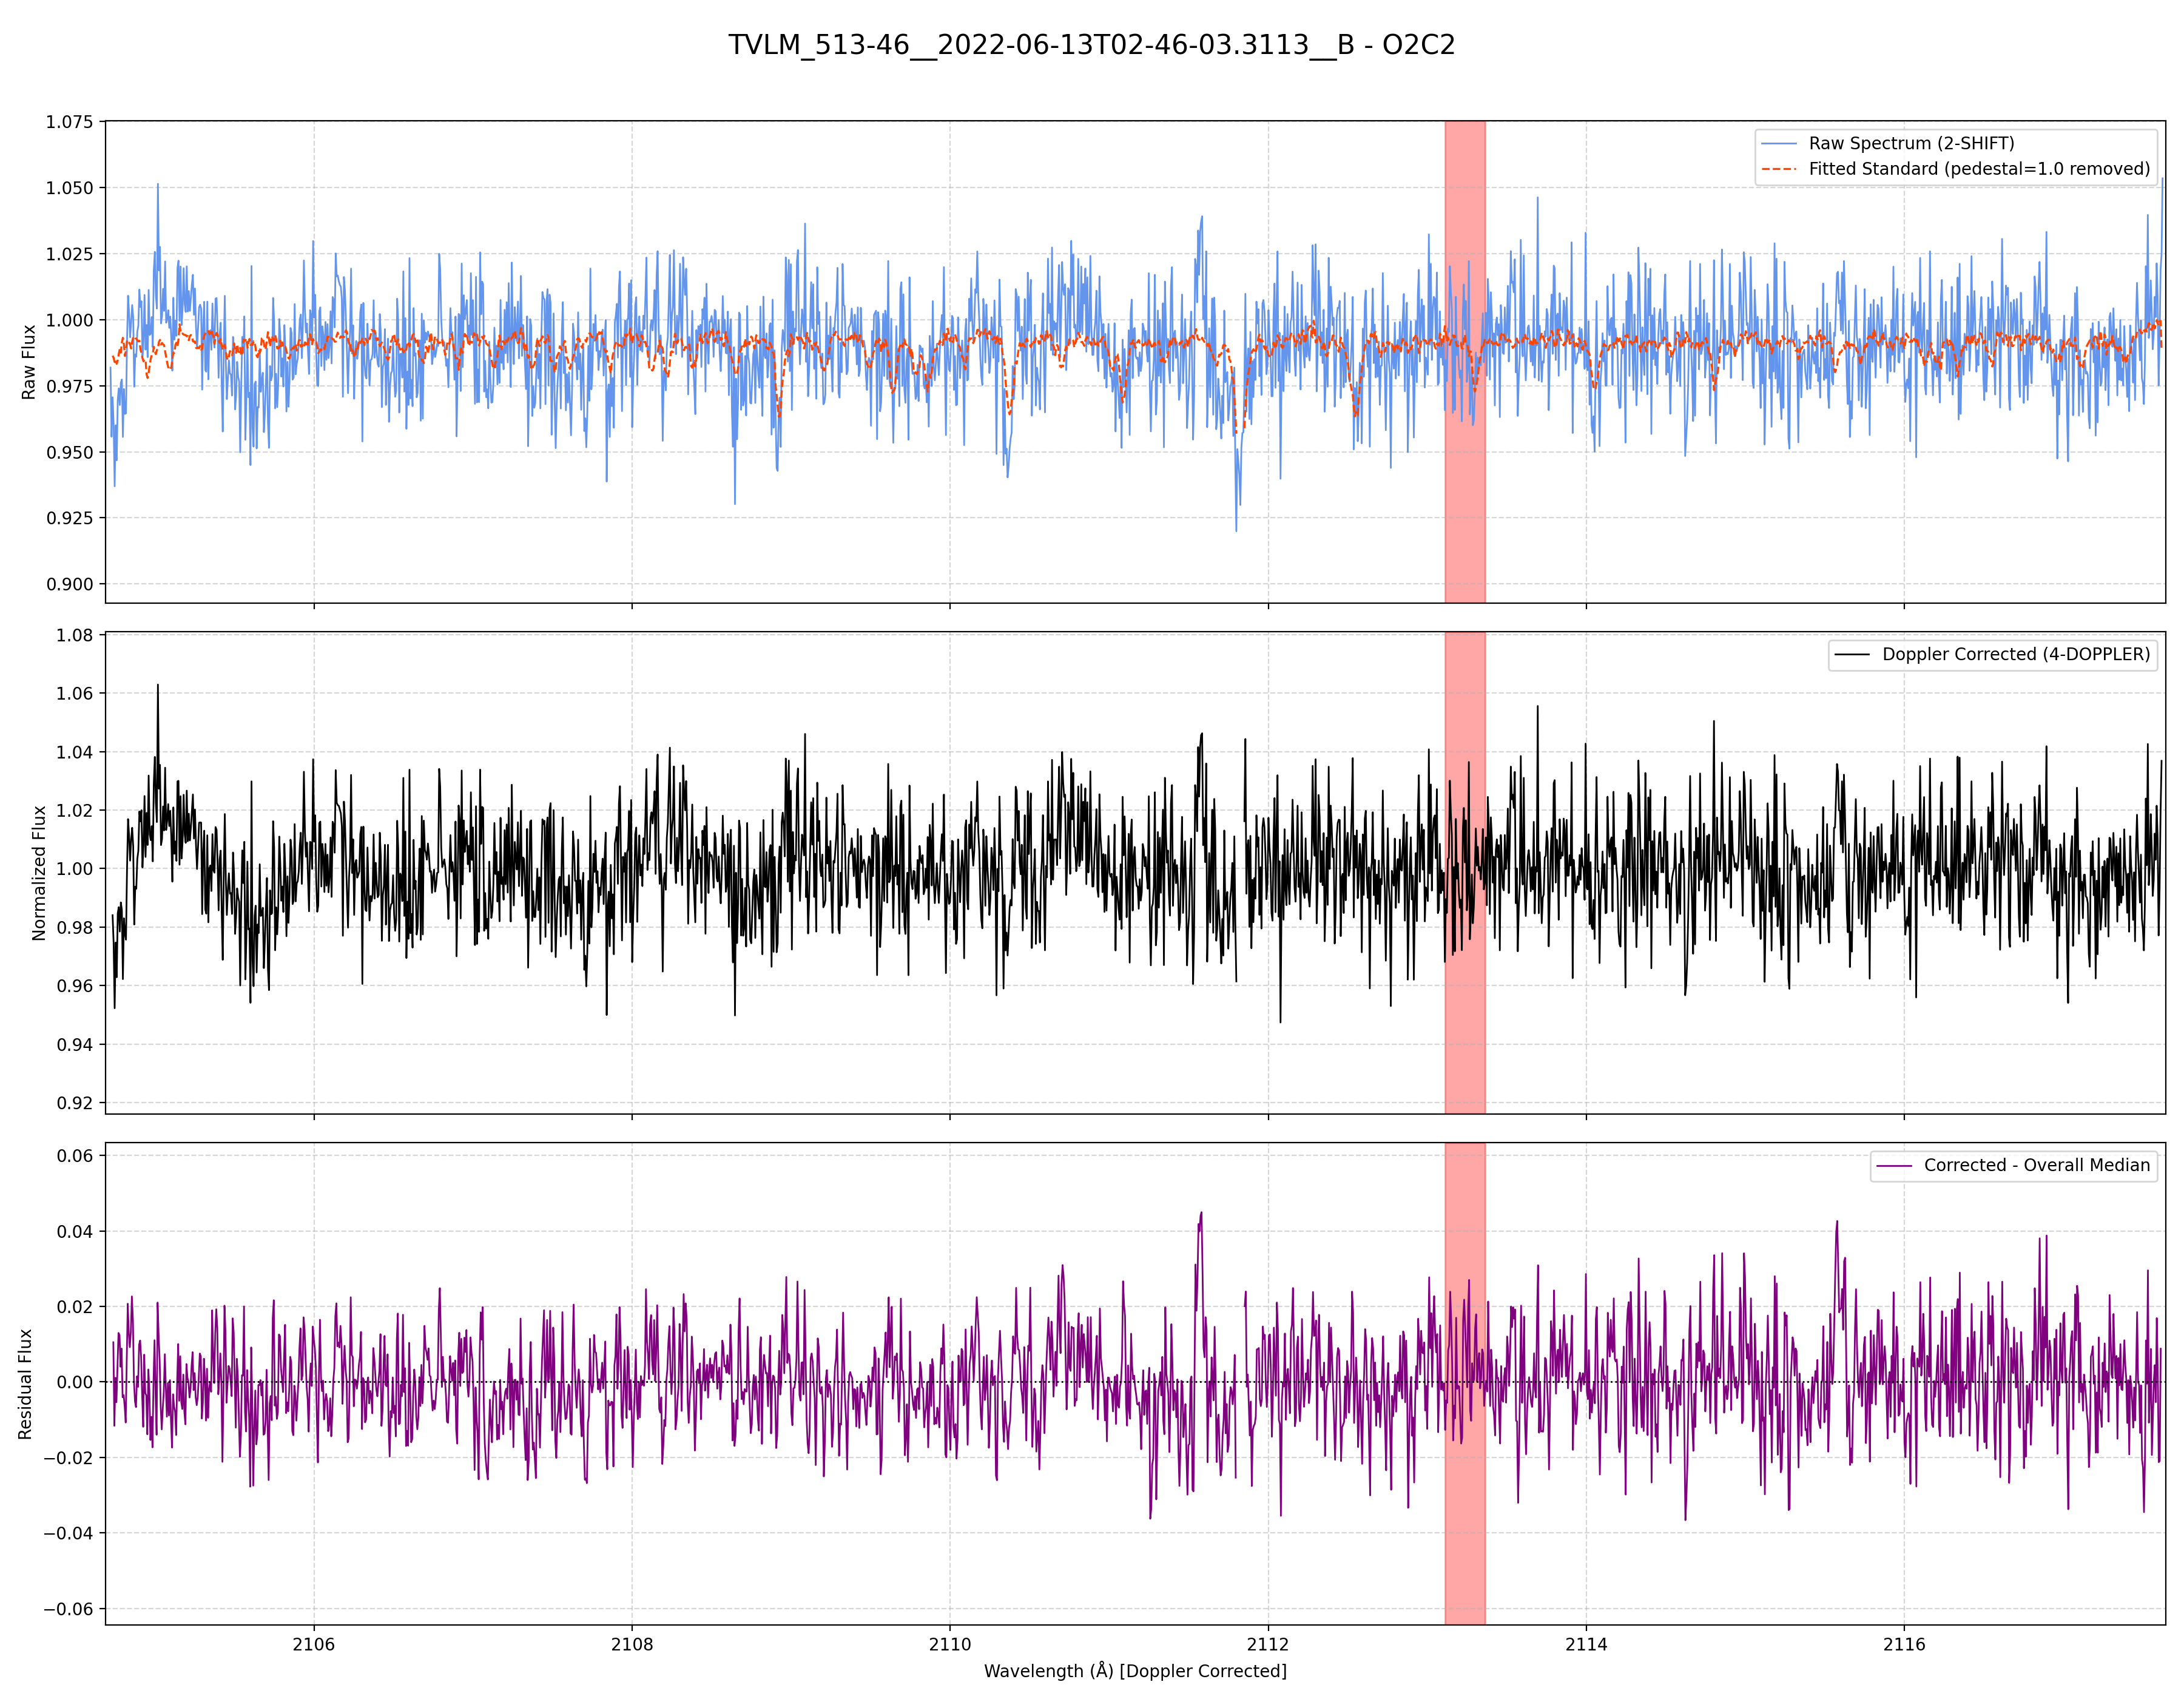 TVLM_513-46__2022-06-13T02-46-03.3113__B - O2C2
1.075
1.050
1.025
1.000
0.975
0.950
0.925
0.900
Raw Flux
Raw Spectrum (2-SHIFT)
Fitted Standard (pedestal=1.0 removed)
1.08
1.06
1.04
1.02
1.00
0.98
0.96
0.94
0.92
Normalized Flux
Doppler Corrected (4-DOPPLER)
0.06
0.04
0.02
0.00
−0.02
−0.04
−0.06
Residual Flux
Corrected - Overall Median
2106 2108 2110 2112 2114 2116
Wavelength (Å) [Doppler Corrected]